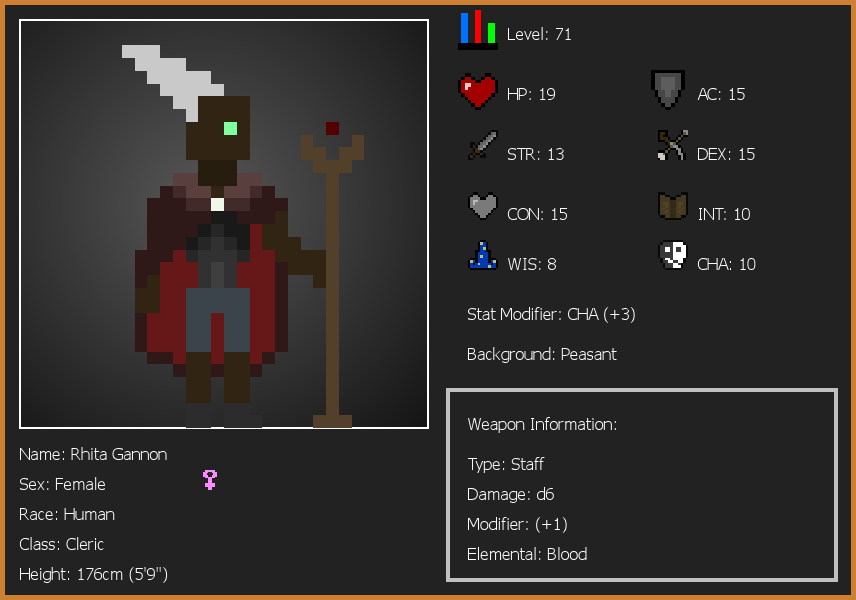 Level: 71
HP: 19
AC: 15
STR: 13
DEX: 15
CON: 15
INT: 10
WIS: 8
CHA: 10
Stat Modifier: CHA (+3)
Background: Peasant
Weapon Information:
Type: Staff
Damage: d6
Modifier: (+1)
Elemental: Blood
Name: Rhita Gannon
Sex: Female
Race: Human
Class: Cleric
Height: 176cm (5'9")